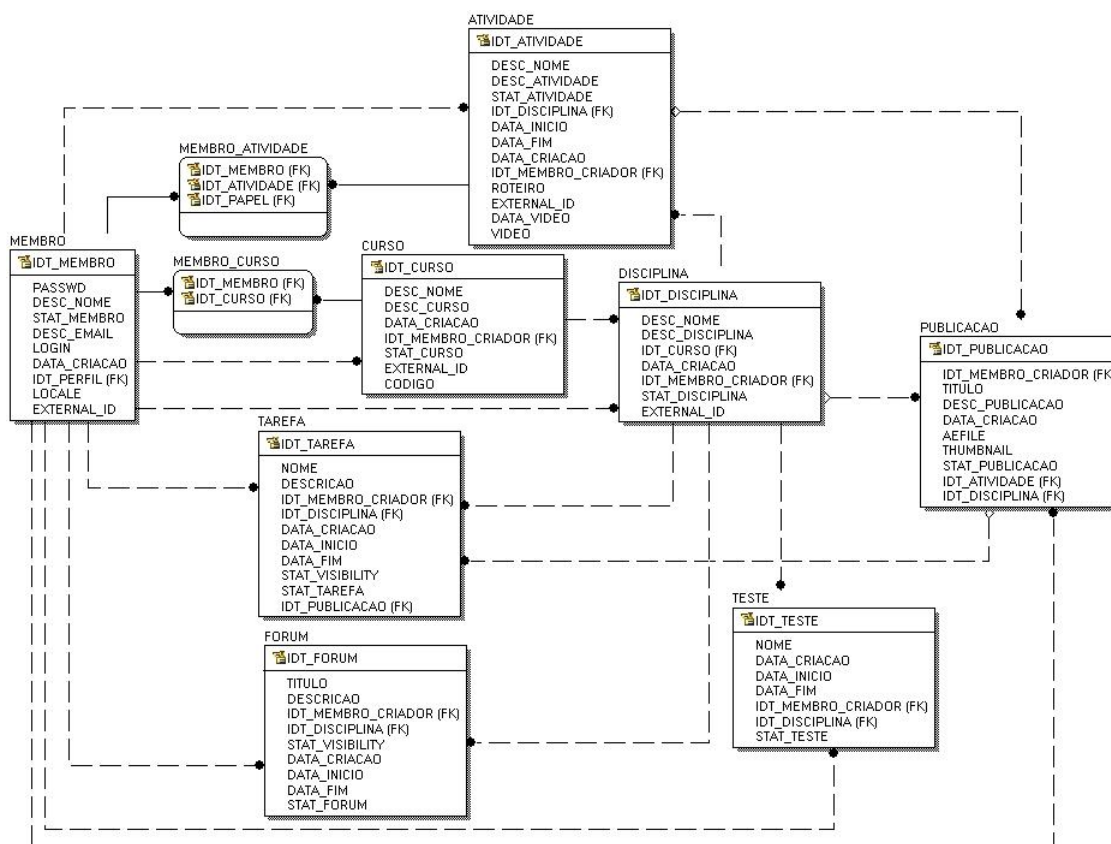 ATIVIDADE
IDT_ATIVIDADE
DESC_NOME
DESC_ATIVIDADE
STAT_ATIVIDADE
IDT_DISCIPLINA (FK)
DATA_INICIO
DATA_FIM
DATA_CRIACAO
IDT_MEMBRO_CRIADOR (FK)
ROTEIRO
EXTERNAL_ID
DATA_VIDEO
VIDEO
MEMBRO_ATIVIDADE
IDT_MEMBRO (FK)
IDT_ATIVIDADE (FK)
IDT_PAPEL (FK)
MEMBRO
IDT_MEMBRO
PASSWD
DESC_NOME
STAT_MEMBRO
DESC_EMAIL
LOGIN
DATA_CRIACAO
IDT_PERFIL (FK)
LOCALE
EXTERNAL_ID
MEMBRO_CURSO
IDT_MEMBRO (FK)
IDT_CURSO (FK)
CURSO
IDT_CURSO
DESC_NOME
DESC_CURSO
DATA_CRIACAO
IDT_MEMBRO_CRIADOR (FK)
STAT_CURSO
EXTERNAL_ID
CODIGO
DISCIPLINA
IDT_DISCIPLINA
DESC_NOME
DESC_DISCIPLINA
IDT_CURSO (FK)
DATA_CRIACAO
IDT_MEMBRO_CRIADOR (FK)
STAT_DISCIPLINA
EXTERNAL_ID
PUBLICACAO
IDT_PUBLICACAO
IDT_MEMBRO_CRIADOR (FK
TITULO
DESC_PUBLICACAO
DATA_CRIACAO
AEFILE
THUMBNAIL
STAT_PUBLICACAO
IDT_ATIVIDADE (FK)
IDT_DISCIPLINA (FK)
TAREFA
IDT_TAREFA
NOME
DESCRICAO
IDT_MEMBRO_CRIADOR (FK)
IDT_DISCIPLINA (FK)
DATA_CRIACAO
DATA_INICIO
DATA_FIM
STAT_VISIBILITY
STAT_TAREFA
IDT_PUBLICACAO (FK)
TESTE
IDT_TESTE
NOME
DATA_CRIACAO
DATA_INICIO
DATA_FIM
IDT_MEMBRO_CRIADOR (FK)
IDT_DISCIPLINA (FK)
STAT_TESTE
FORUM
IDT_FORUM
TITULO
DESCRICAO
IDT_MEMBRO_CRIADOR (FK)
IDT_DISCIPLINA (FK)
STAT_VISIBILITY
DATA_CRIACAO
DATA_INICIO
DATA_FIM
STAT_FORUM